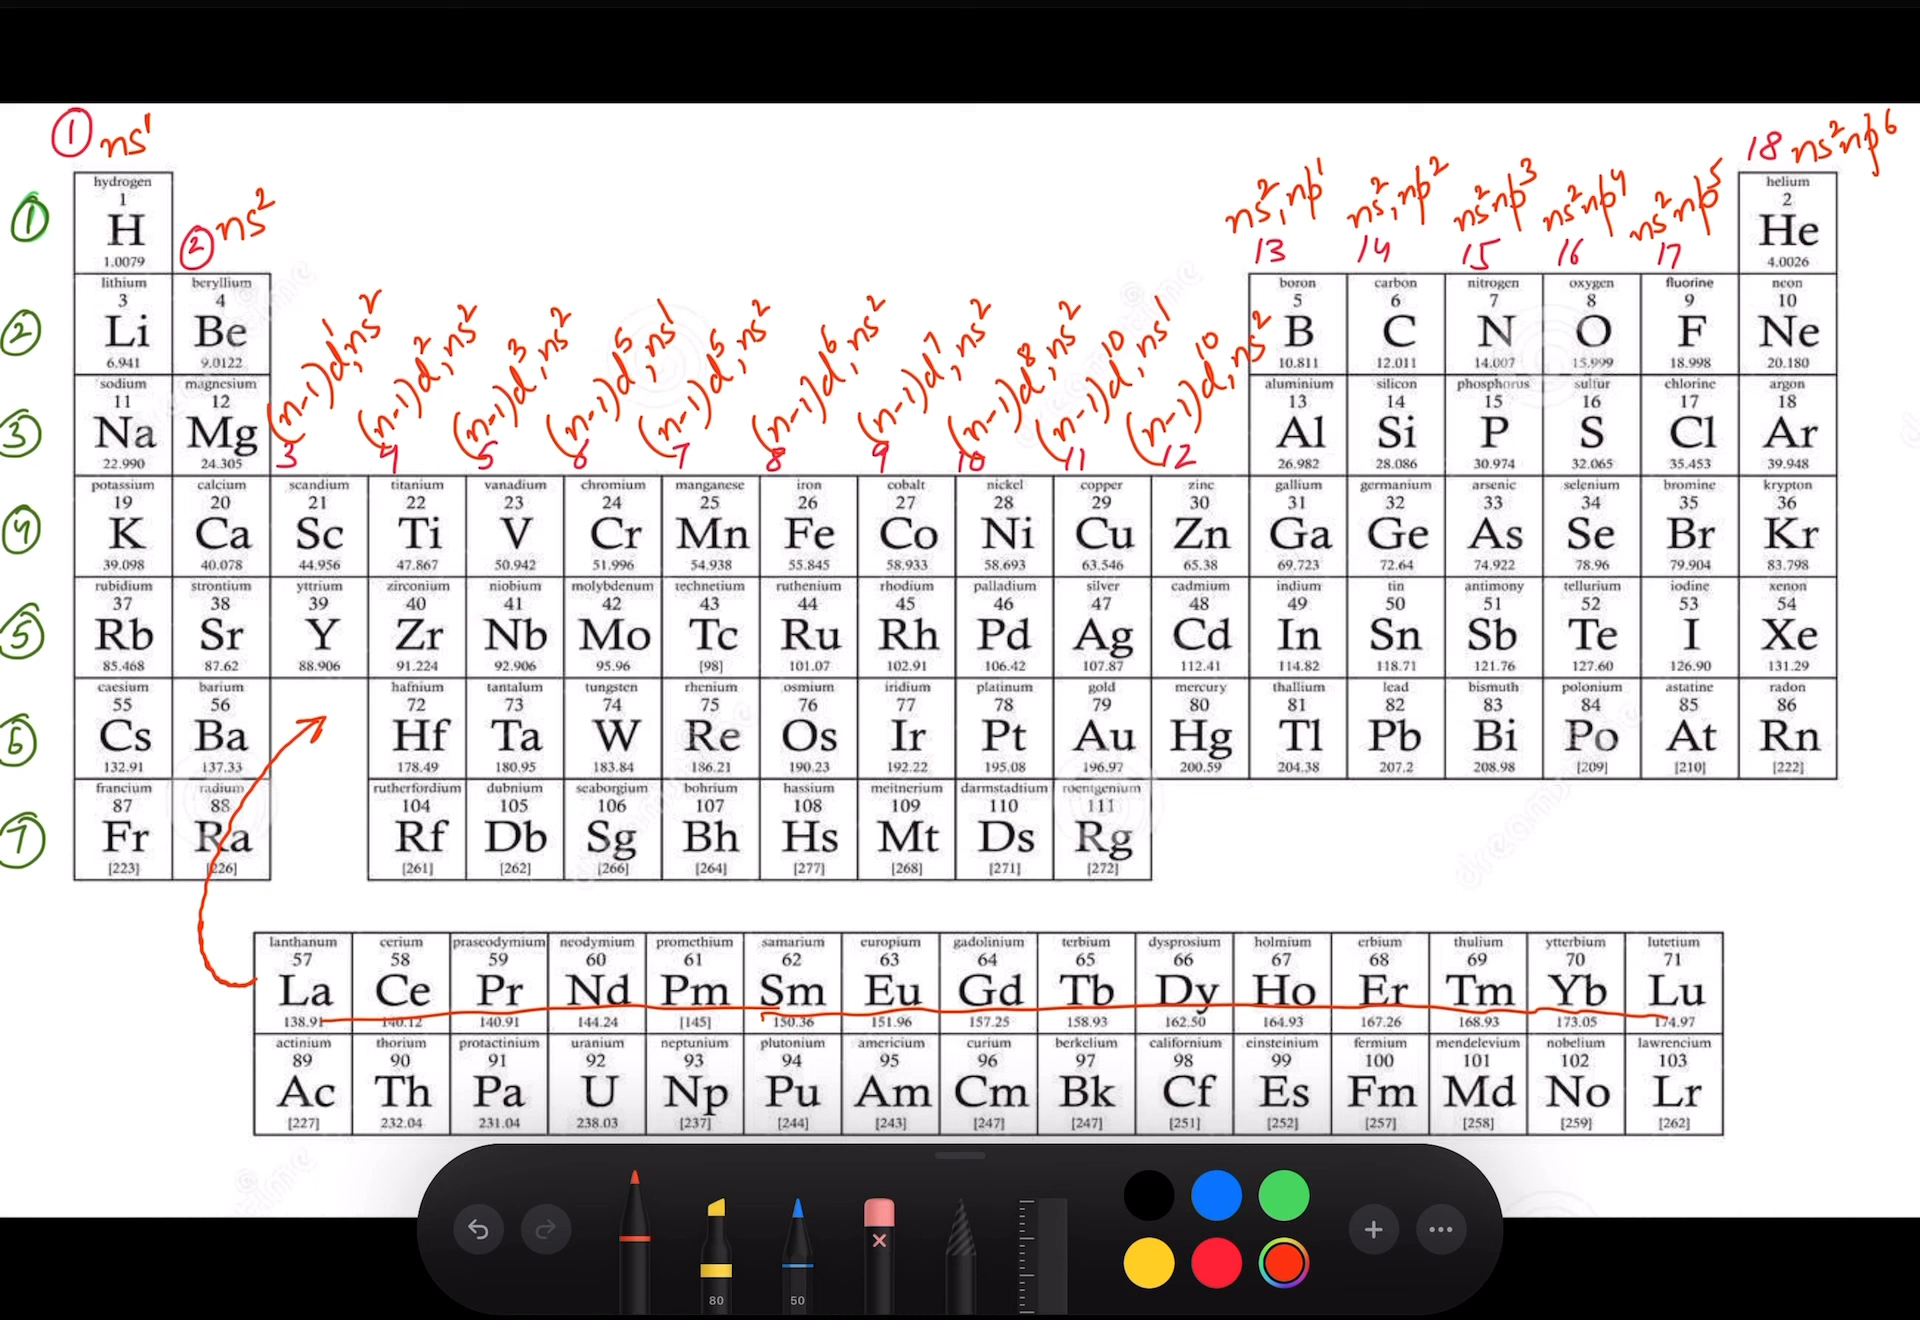 ① ns¹
18 ns²np⁶
② ns²
ns², np¹ ns², np² ns²np³ ns²np⁴ ns²np⁵
13 14 15 16 17
(n-1)d¹, ns² (n-1)d², ns² (n-1)d³, ns² (n-1)d⁵, ns¹ (n-1)d⁵, ns² (n-1)d⁶, ns² (n-1)d⁷, ns² (n-1)d⁸, ns² (n-1)d¹⁰, ns¹ (n-1)d¹⁰, ns²
3 4 5 6 7 8 9 10 11 12
hydrogen helium
1 2
① H He
1.0079 4.0026
lithium beryllium boron carbon nitrogen oxygen fluorine neon
3 4 5 6 7 8 9 10
② Li Be B C N O F Ne
6.941 9.0122 10.811 12.011 14.007 15.999 18.998 20.180
sodium magnesium aluminium silicon phosphorus sulfur chlorine argon
11 12 13 14 15 16 17 18
③ Na Mg Al Si P S Cl Ar
22.990 24.305 26.982 28.086 30.974 32.065 35.453 39.948
potassium calcium scandium titanium vanadium chromium manganese iron cobalt nickel copper zinc gallium germanium arsenic selenium bromine krypton
19 20 21 22 23 24 25 26 27 28 29 30 31 32 33 34 35 36
④ K Ca Sc Ti V Cr Mn Fe Co Ni Cu Zn Ga Ge As Se Br Kr
39.098 40.078 44.956 47.867 50.942 51.996 54.938 55.845 58.933 58.693 63.546 65.38 69.723 72.64 74.922 78.96 79.904 83.798
rubidium strontium yttrium zirconium niobium molybdenum technetium ruthenium rhodium palladium silver cadmium indium tin antimony tellurium iodine xenon
37 38 39 40 41 42 43 44 45 46 47 48 49 50 51 52 53 54
⑤ Rb Sr Y Zr Nb Mo Tc Ru Rh Pd Ag Cd In Sn Sb Te I Xe
85.468 87.62 88.906 91.224 92.906 95.96 [98] 101.07 102.91 106.42 107.87 112.41 114.82 118.71 121.76 127.60 126.90 131.29
caesium barium hafnium tantalum tungsten rhenium osmium iridium platinum gold mercury thallium lead bismuth polonium astatine radon
55 56 72 73 74 75 76 77 78 79 80 81 82 83 84 85 86
⑥ Cs Ba Hf Ta W Re Os Ir Pt Au Hg Tl Pb Bi Po At Rn
132.91 137.33 178.49 180.95 183.84 186.21 190.23 192.22 195.08 196.97 200.59 204.38 207.2 208.98 [209] [210] [222]
francium radium rutherfordium dubnium seaborgium bohrium hassium meitnerium darmstadtium roentgenium
87 88 104 105 106 107 108 109 110 111
⑦ Fr Ra Rf Db Sg Bh Hs Mt Ds Rg
[223] [226] [261] [262] [266] [264] [277] [268] [271] [272]
lanthanum cerium praseodymium neodymium promethium samarium europium gadolinium terbium dysprosium holmium erbium thulium ytterbium lutetium
57 58 59 60 61 62 63 64 65 66 67 68 69 70 71
La Ce Pr Nd Pm Sm Eu Gd Tb Dy Ho Er Tm Yb Lu
138.91 140.12 140.91 144.24 [145] 150.36 151.96 157.25 158.93 162.50 164.93 167.26 168.93 173.05 174.97
actinium thorium protactinium uranium neptunium plutonium americium curium berkelium californium einsteinium fermium mendelevium nobelium lawrencium
89 90 91 92 93 94 95 96 97 98 99 100 101 102 103
Ac Th Pa U Np Pu Am Cm Bk Cf Es Fm Md No Lr
[227] 232.04 231.04 238.03 [237] [244] [243] [247] [247] [251] [252] [257] [258] [259] [262]
80 50